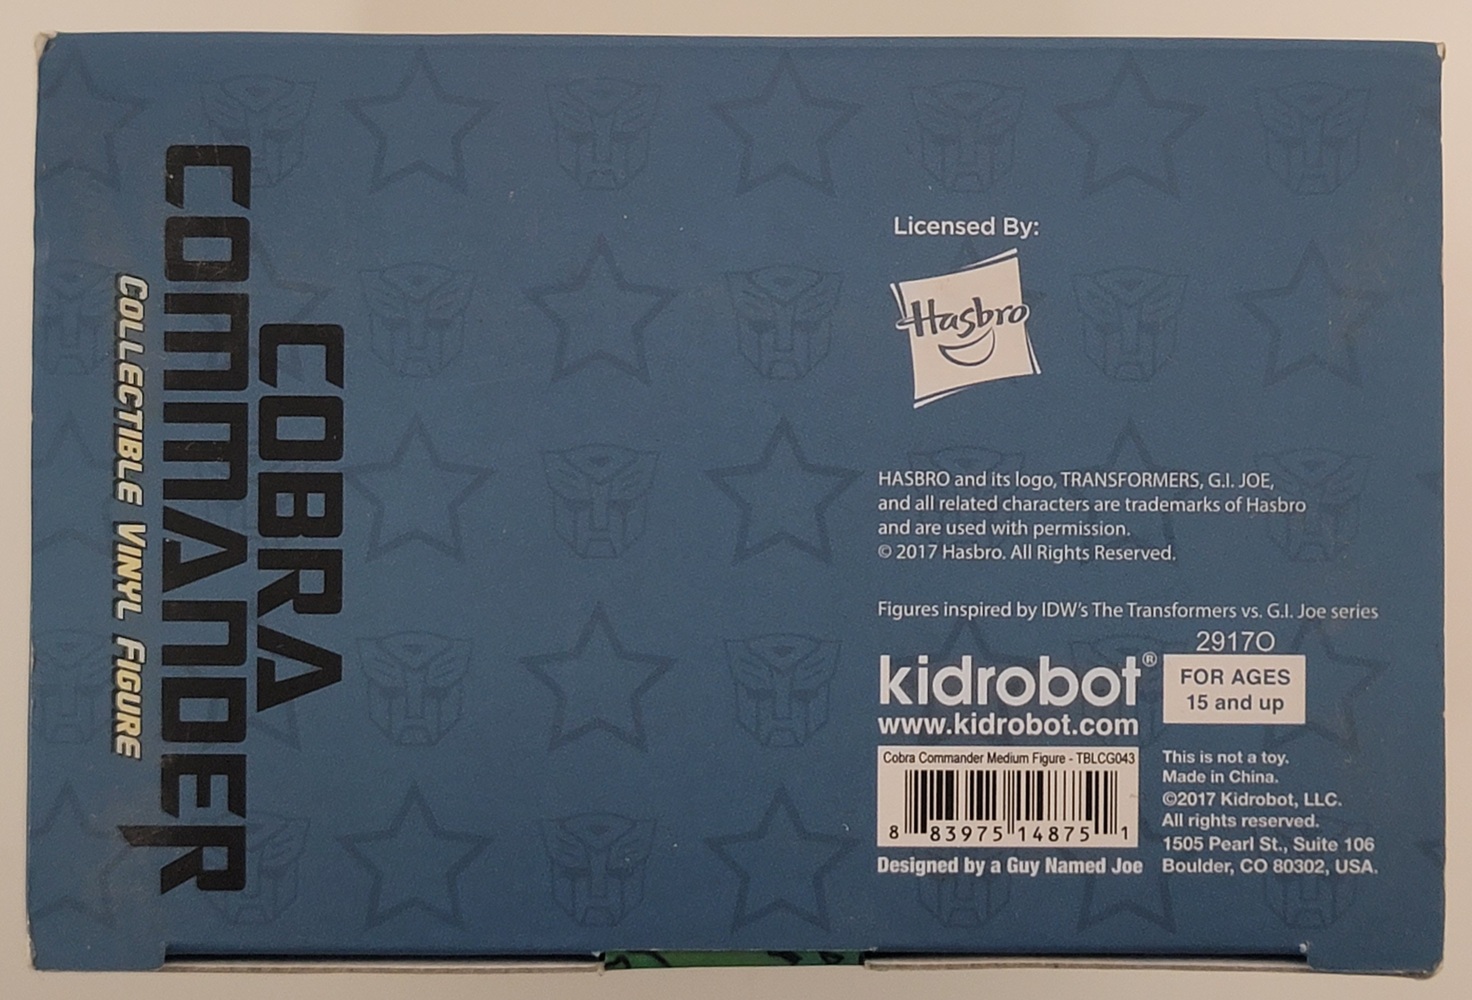 COBRA
COMMANDER
COLLECTIBLE VINYL FIGURE
Licensed By:
Hasbro
HASBRO and its logo, TRANSFORMERS, G.I. JOE,
and all related characters are trademarks of Hasbro
and are used with permission.
© 2017 Hasbro. All Rights Reserved.
Figures inspired by IDW's The Transformers vs. G.I. Joe series
2917O
kidrobot®
www.kidrobot.com
FOR AGES
15 and up
Cobra Commander Medium Figure - TBLCG043
8 83975 14875 1
Designed by a Guy Named Joe
This is not a toy.
Made in China.
©2017 Kidrobot, LLC.
All rights reserved.
1505 Pearl St., Suite 106
Boulder, CO 80302, USA.